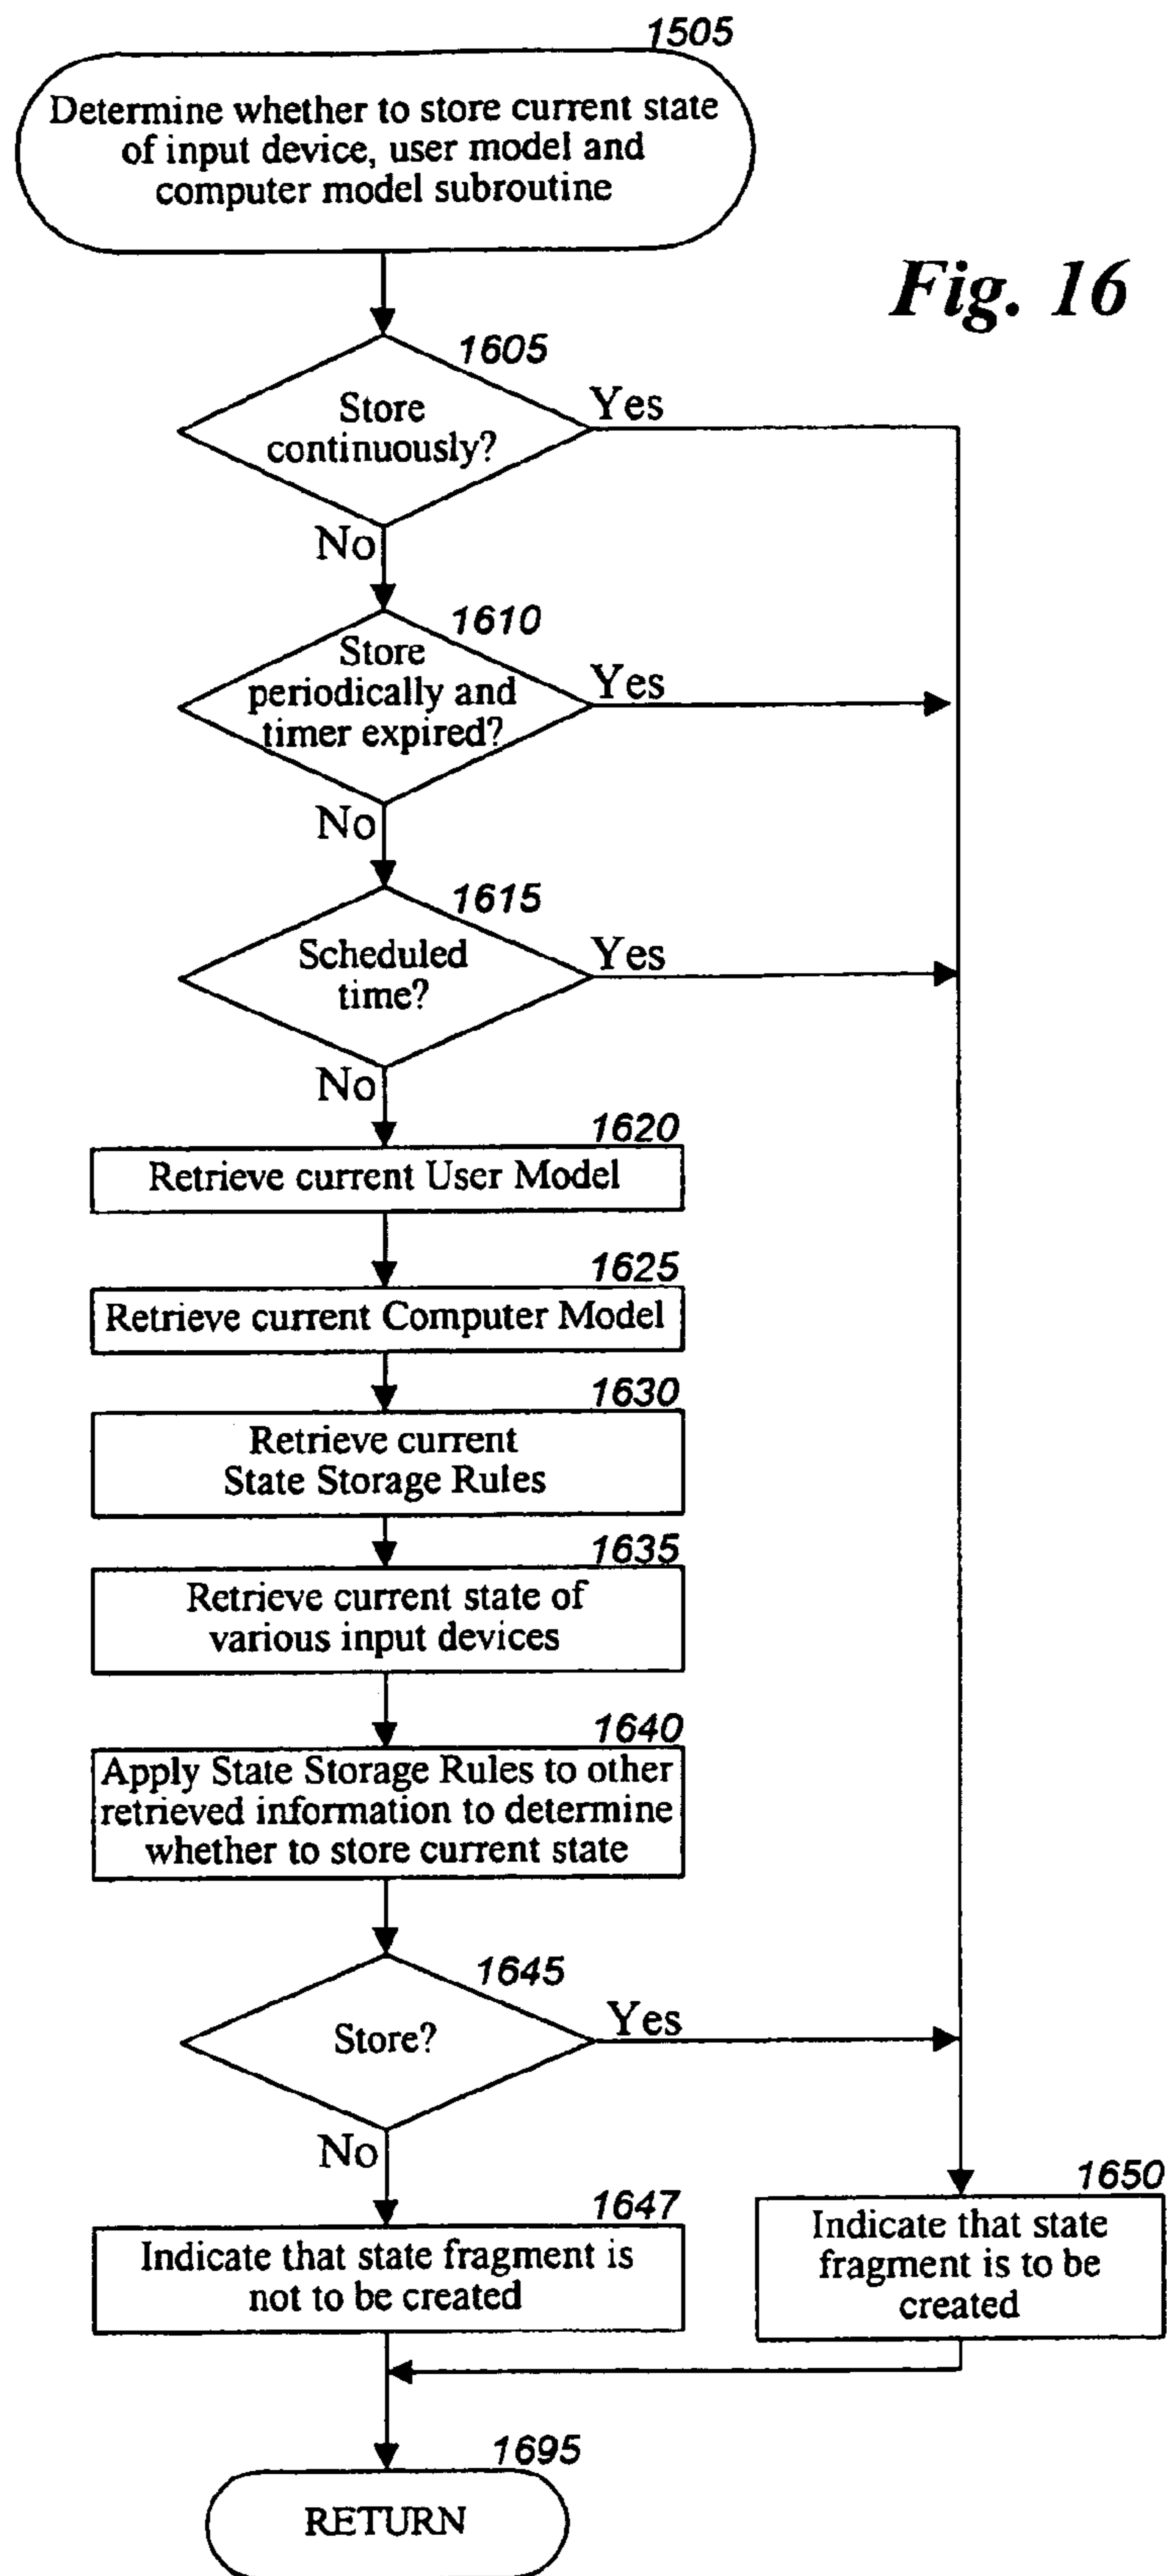 1505
Determine whether to store current state
of input device, user model and
computer model subroutine
Fig. 16
1605
Store
continuously?
Yes
No
1610
Store
periodically and
timer expired?
Yes
No
1615
Scheduled
time?
Yes
No
1620
Retrieve current User Model
1625
Retrieve current Computer Model
1630
Retrieve current
State Storage Rules
1635
Retrieve current state of
various input devices
1640
Apply State Storage Rules to other
retrieved information to determine
whether to store current state
1645
Store?
Yes
No
1647
Indicate that state fragment is
not to be created
1650
Indicate that state
fragment is to be
created
1695
RETURN